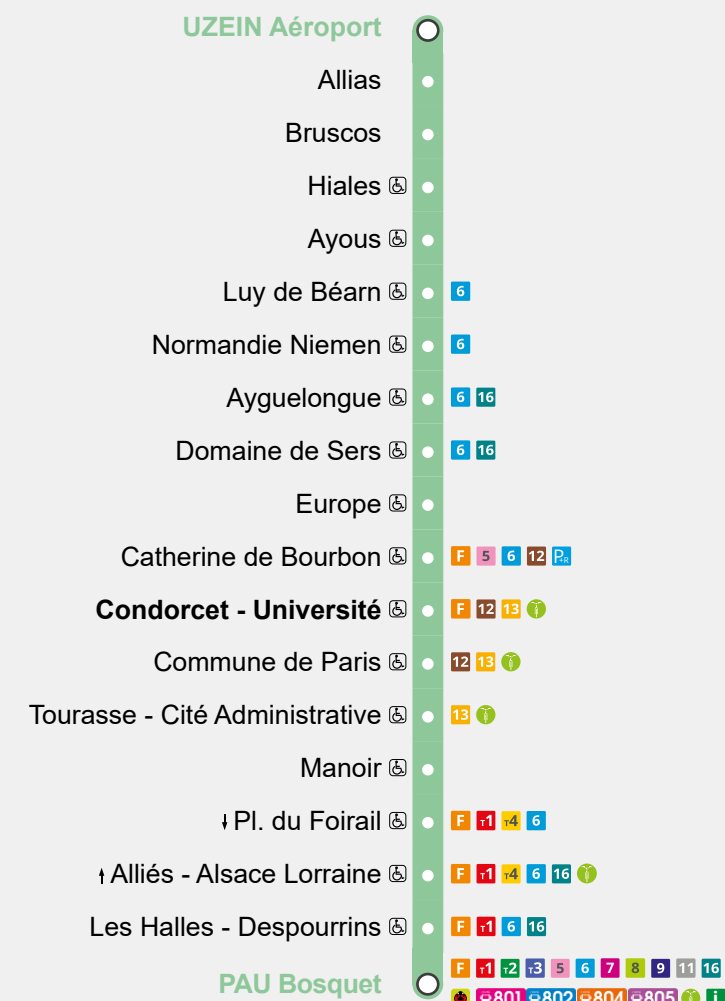 UZEIN Aéroport
Allias
Bruscos
Hiales
Ayous
Luy de Béarn 6
Normandie Niemen 6
Ayguelongue 6 16
Domaine de Sers 6 16
Europe
Catherine de Bourbon F 5 6 12 P+R
Condorcet - Université F 12 13
Commune de Paris 12 13
Tourasse - Cité Administrative 13
Manoir
Pl. du Foirail F T1 T4 6
Alliés - Alsace Lorraine F T1 T4 6 16
Les Halles - Despourrins F T1 6 16
F T1 T2 T3 5 6 7 8 9 11 16
PAU Bosquet
801 802 804 805 i